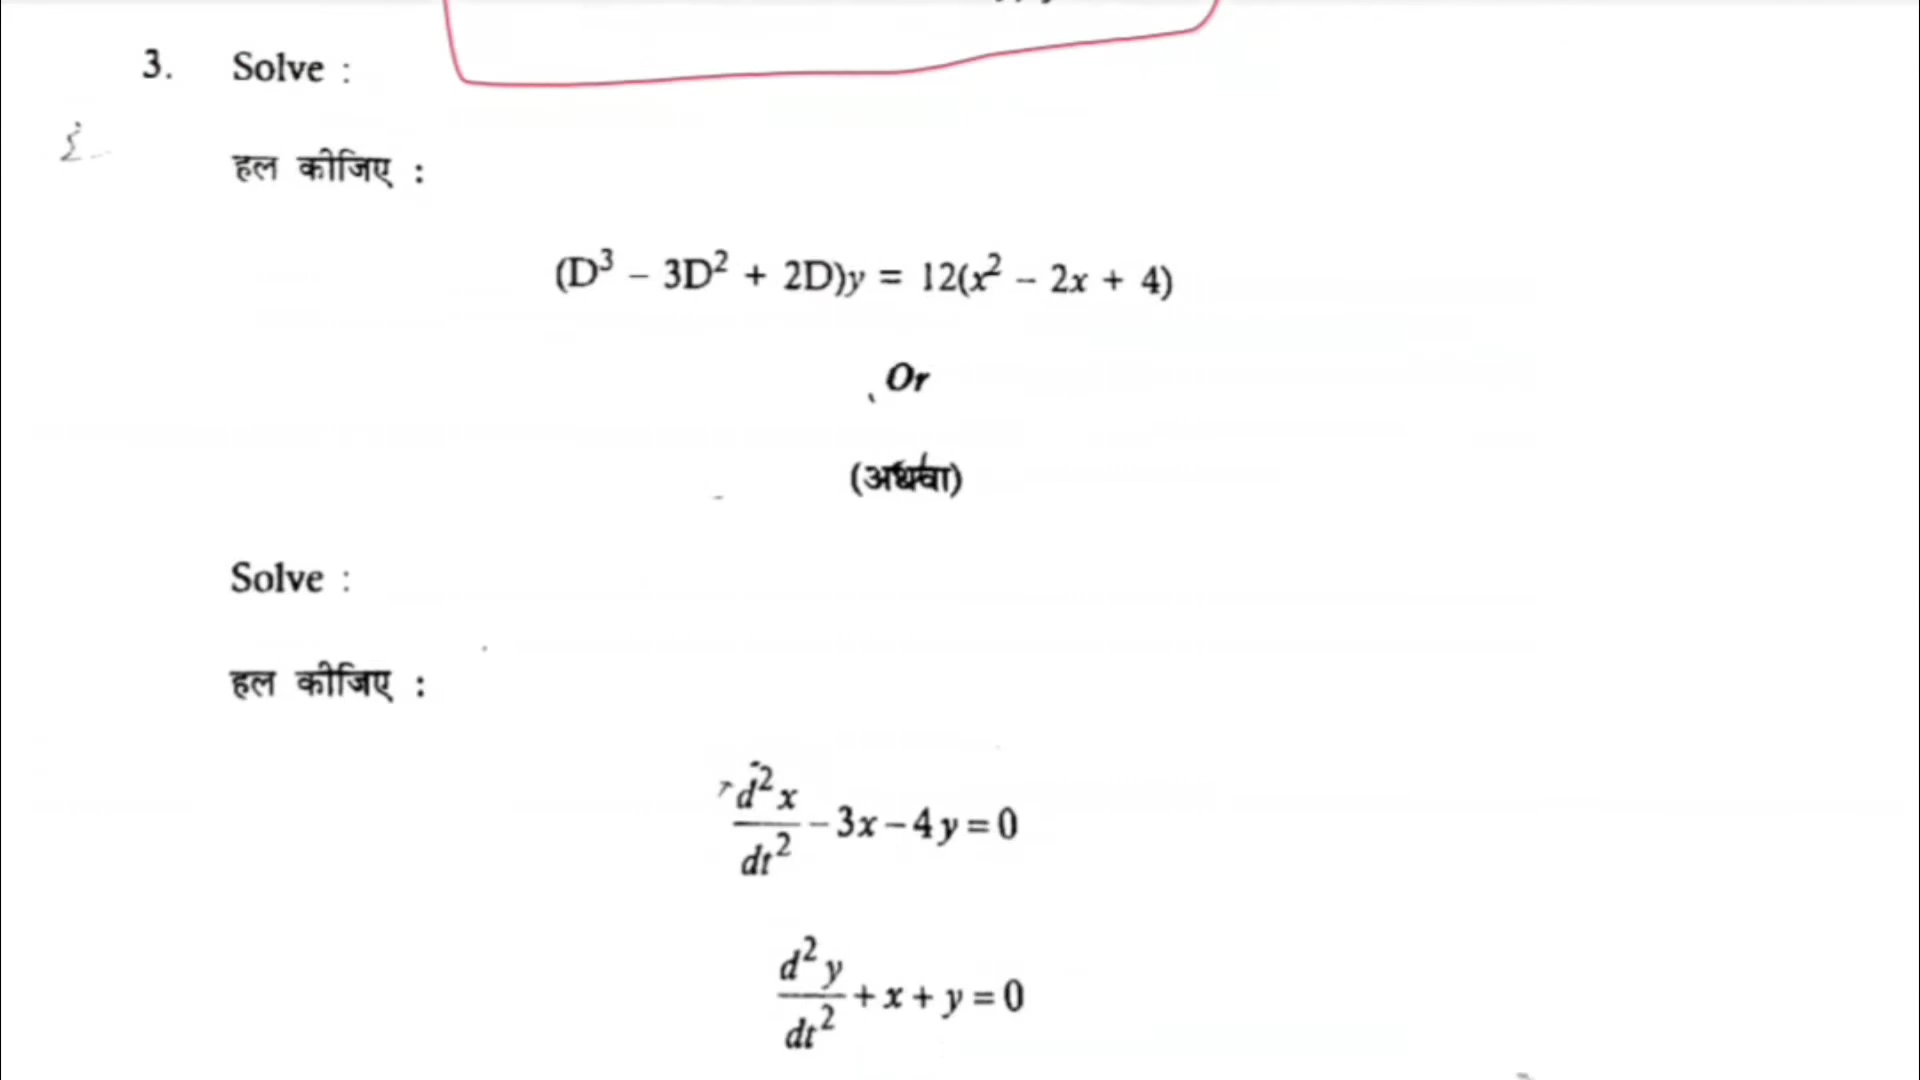 3. Solve :
हल कीजिए :
(D³ – 3D² + 2D)y = 12(x² – 2x + 4)
Or
(अथवा)
Solve :
हल कीजिए :
d²x/dt² – 3x – 4y = 0
d²y/dt² + x + y = 0